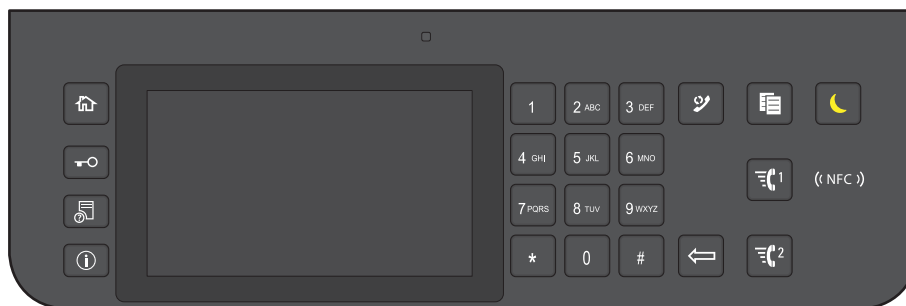 1 2 ABC 3 DEF
4 GHI 5 JKL 6 MNO
1
((NFC))
7 PQRS 8 TUV 9 WXYZ
* 0 # 2